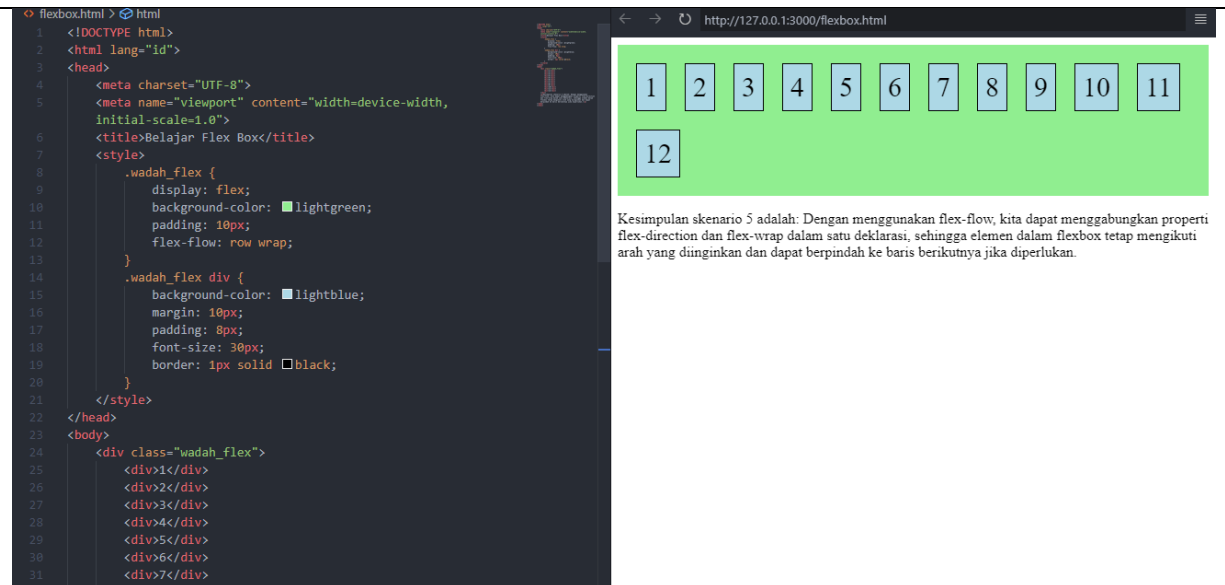 flexbox.html > html
1 <!DOCTYPE html>
2 <html lang="id">
3 <head>
4 <meta charset="UTF-8">
5 <meta name="viewport" content="width=device-width,
initial-scale=1.0">
6 <title>Belajar Flex Box</title>
7 <style>
8 .wadah_flex {
9 display: flex;
10 background-color: lightgreen;
11 padding: 10px;
12 flex-flow: row wrap;
13 }
14 .wadah_flex div {
15 background-color: lightblue;
16 margin: 10px;
17 padding: 8px;
18 font-size: 30px;
19 border: 1px solid black;
20 }
21 </style>
22 </head>
23 <body>
24 <div class="wadah_flex">
25 <div>1</div>
26 <div>2</div>
27 <div>3</div>
28 <div>4</div>
29 <div>5</div>
30 <div>6</div>
31 <div>7</div>
http://127.0.0.1:3000/flexbox.html
1 2 3 4 5 6 7 8 9 10 11
12
Kesimpulan skenario 5 adalah: Dengan menggunakan flex-flow, kita dapat menggabungkan properti
flex-direction dan flex-wrap dalam satu deklarasi, sehingga elemen dalam flexbox tetap mengikuti
arah yang diinginkan dan dapat berpindah ke baris berikutnya jika diperlukan.